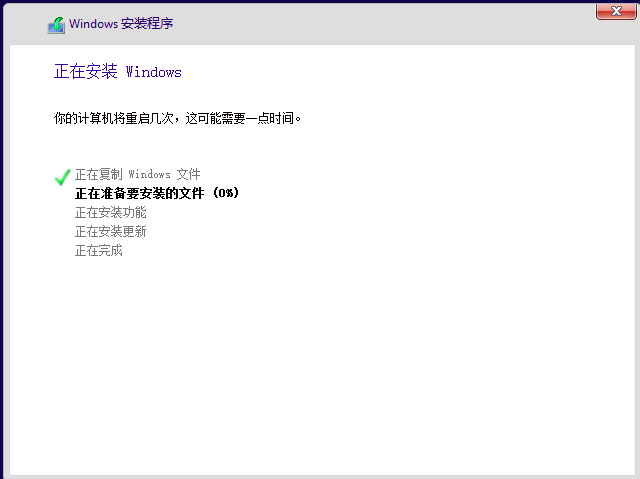 Windows 安装程序
正在安装 Windows
你的计算机将重启几次，这可能需要一点时间。
正在复制 Windows 文件
正在准备要安装的文件 (0%)
正在安装功能
正在安装更新
正在完成